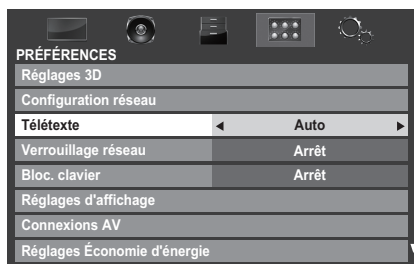 PRÉFÉRENCES
Réglages 3D
Configuration réseau
Télétexte Auto
Verrouillage réseau Arrêt
Bloc. clavier Arrêt
Réglages d'affichage
Connexions AV
Réglages Économie d'énergie